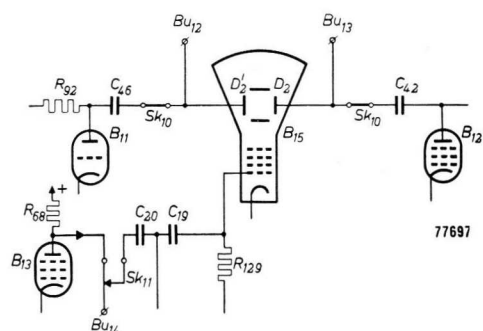 Bu12
Bu13
R92
C46
Sk10
D2'
D2
Sk10
C42
B11
B15
B12
R68
C20
C19
77697
B13
Sk11
R129
Bu14